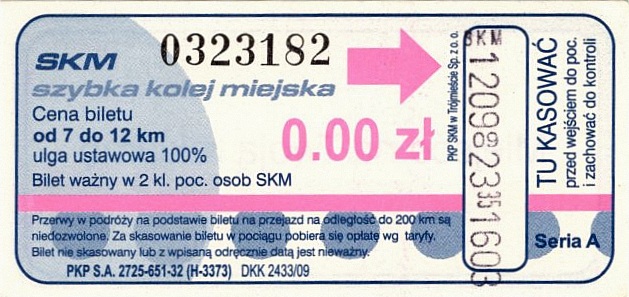 SKM 0323182
szybka kolej miejska
Cena biletu
od 7 do 12 km
ulga ustawowa 100%
Bilet ważny w 2 kl. poc. osob SKM
0.00 zł
Przerwy w podróży na podstawie biletu na przejazd na odległość do 200 km są
niedozwolone. Za skasowanie biletu w pociągu pobiera się opłatę wg taryfy.
Bilet nie skasowany lub z wpisaną odręcznie datą jest nieważny.
PKP S.A. 2725-651-32 (H-3373) DKK 2433/09
PKP SKM w Trójmieście Sp. z o.o.
SKM
TU KASOWAĆ
przed wejściem do poc.
i zachować do kontroli
Seria A